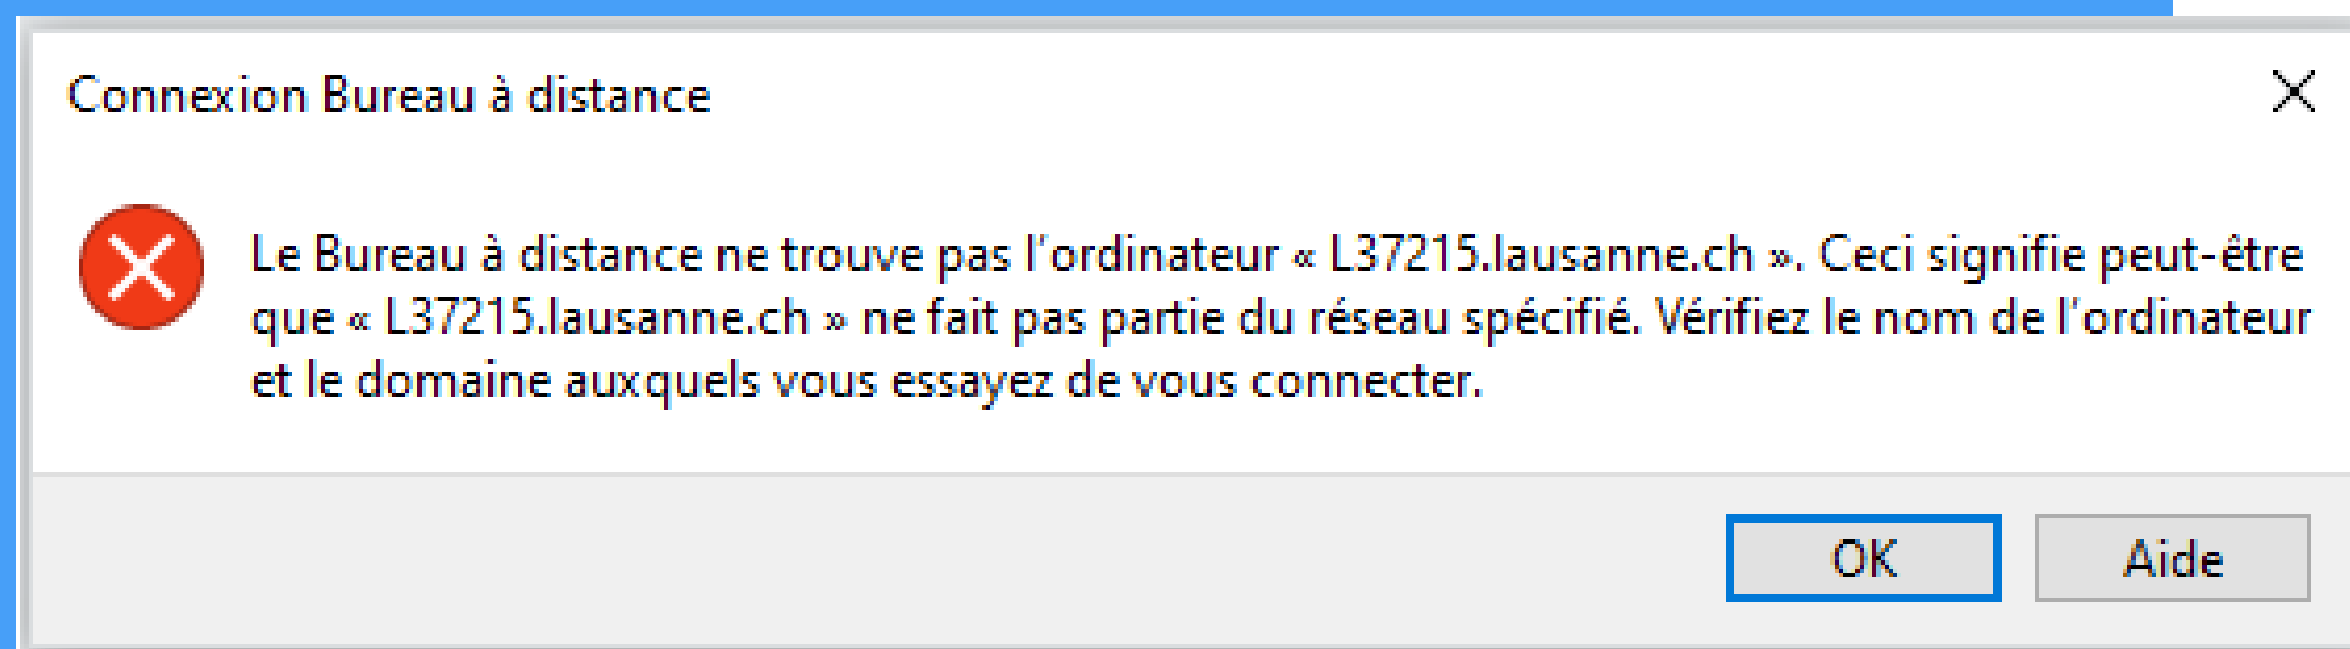 Connexion Bureau à distance
Le Bureau à distance ne trouve pas l'ordinateur « L37215.lausanne.ch ». Ceci signifie peut-être
que « L37215.lausanne.ch » ne fait pas partie du réseau spécifié. Vérifiez le nom de l'ordinateur
et le domaine auxquels vous essayez de vous connecter.
OK
Aide